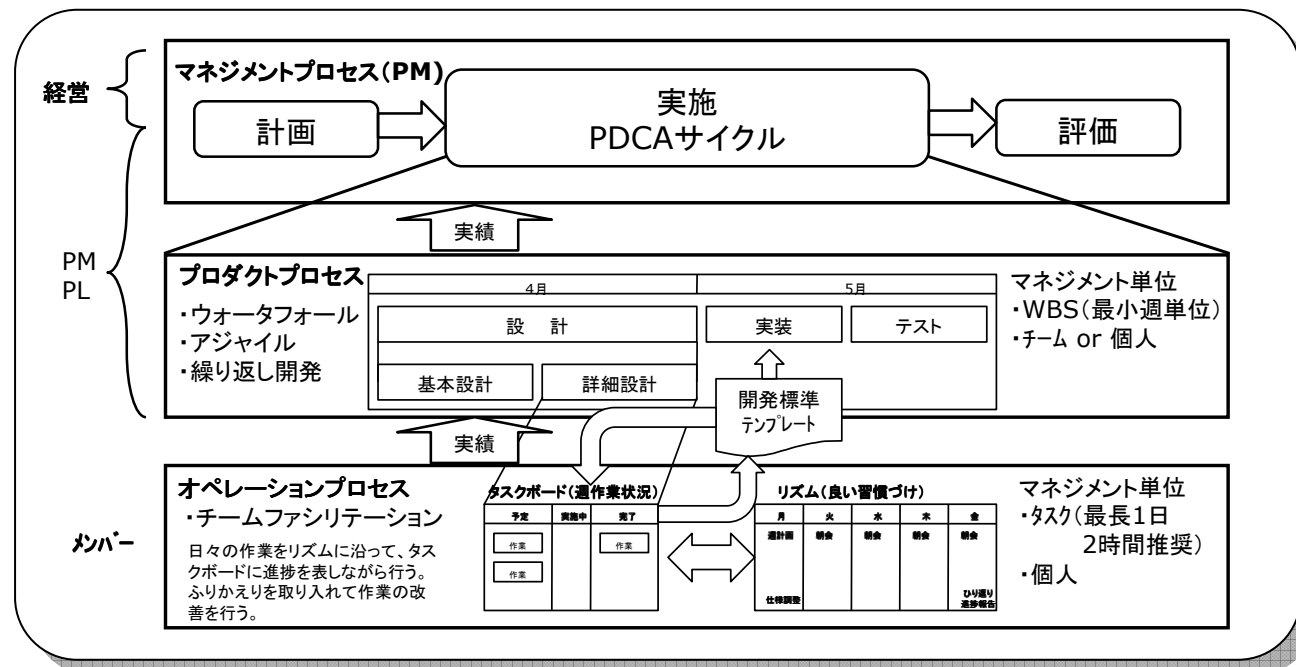 経営
マネジメントプロセス(PM)
計画
実施
PDCAサイクル
評価
実績
PM
PL
プロダクトプロセス
・ウォータフォール
・アジャイル
・繰り返し開発
4月
5月
設　計
実装
テスト
基本設計
詳細設計
開発標準
テンプレート
マネジメント単位
・WBS(最小週単位)
・チーム or 個人
実績
メンバー
オペレーションプロセス
・チームファシリテーション
日々の作業をリズムに沿って、タス
クボードに進捗を表しながら行う。
ふりかえりを取り入れて作業の改
善を行う。
タスクボード(週作業状況)
予定
実施中
完了
作業
作業
作業
リズム(良い習慣づけ)
月
火
水
木
金
週計画
朝会
朝会
朝会
朝会
仕様調整
ひり返り
進捗報告
マネジメント単位
・タスク(最長1日
2時間推奨)
・個人